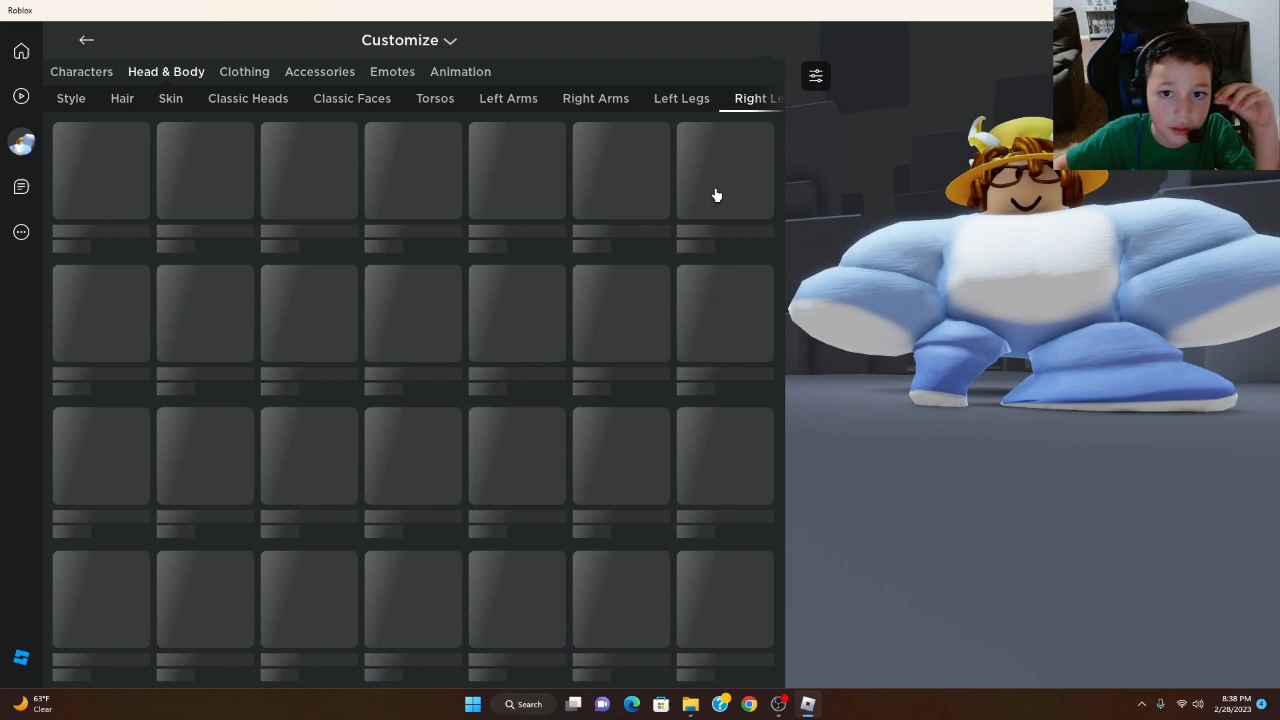 Roblox
Customize
Characters Head & Body Clothing Accessories Emotes Animation
Style Hair Skin Classic Heads Classic Faces Torsos Left Arms Right Arms Left Legs Right Le
63°F
Clear
Search
8:38 PM
2/28/2023
4